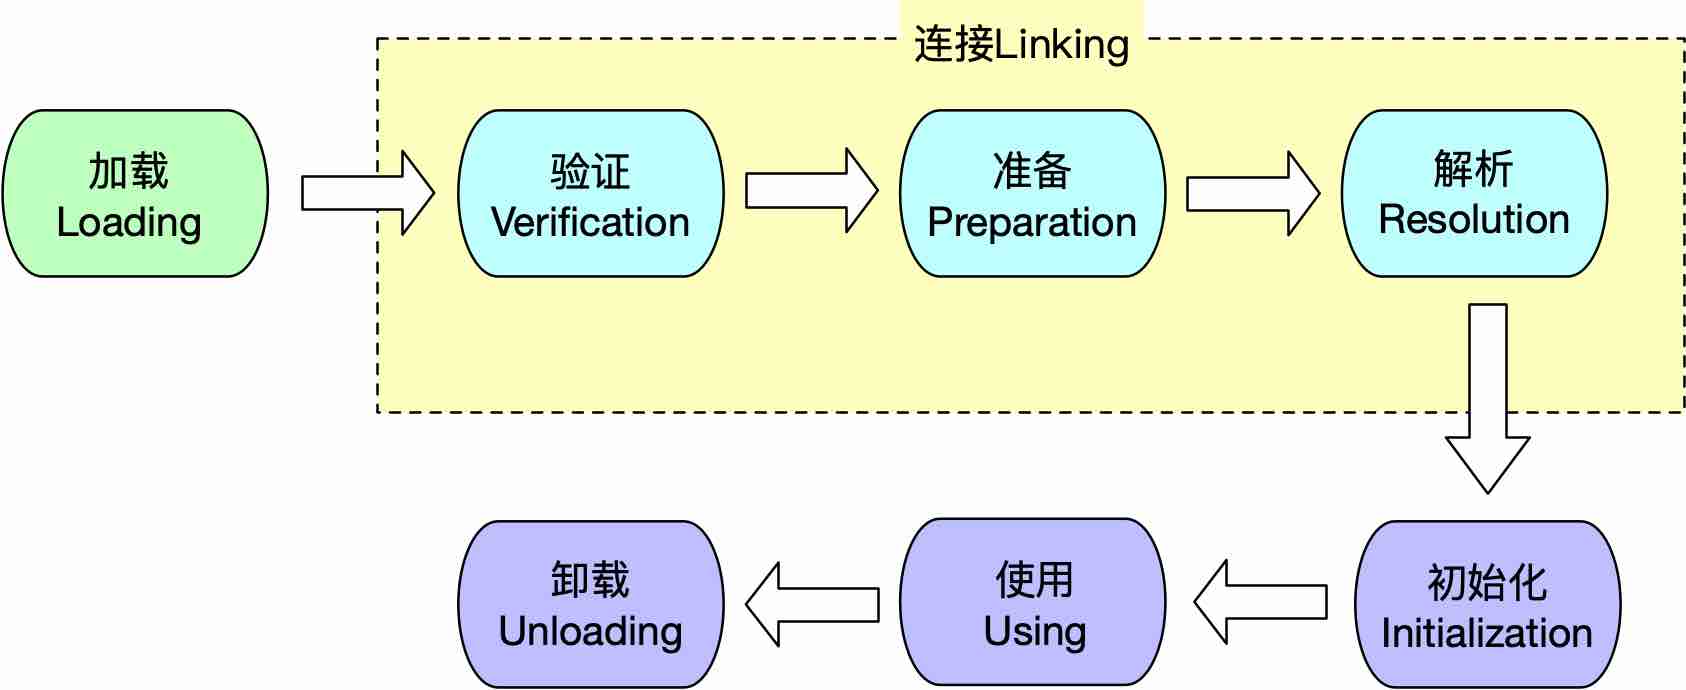 连接Linking
加载
Loading
验证
Verification
准备
Preparation
解析
Resolution
卸载
Unloading
使用
Using
初始化
Initialization